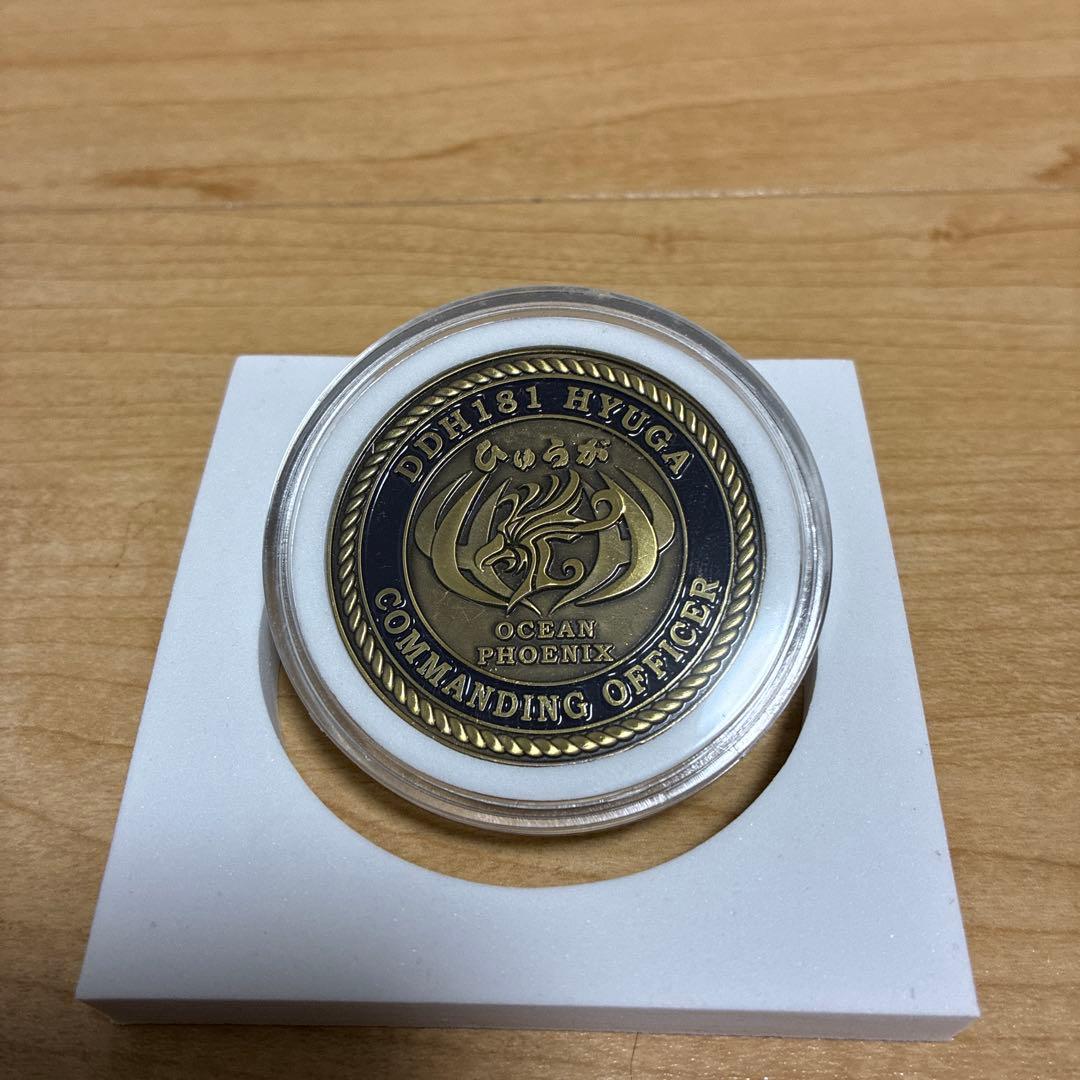 DDH181 HYUGA
ひゅうが
OCEAN
PHOENIX
COMMANDING OFFICER